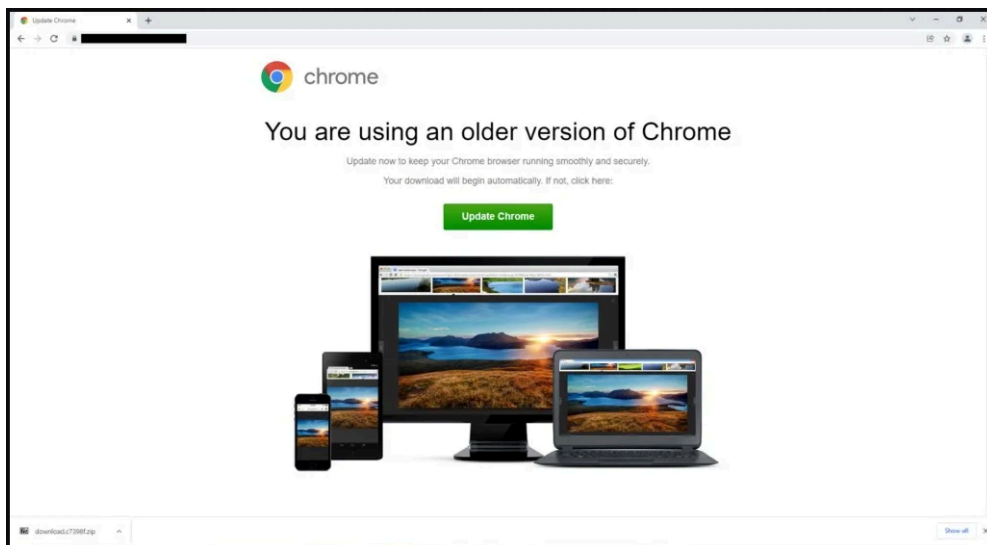 Update Chrome
chrome
You are using an older version of Chrome
Update now to keep your Chrome browser running smoothly and securely.
Your download will begin automatically. If not, click here:
Update Chrome
download.c7398f.zip
Show all